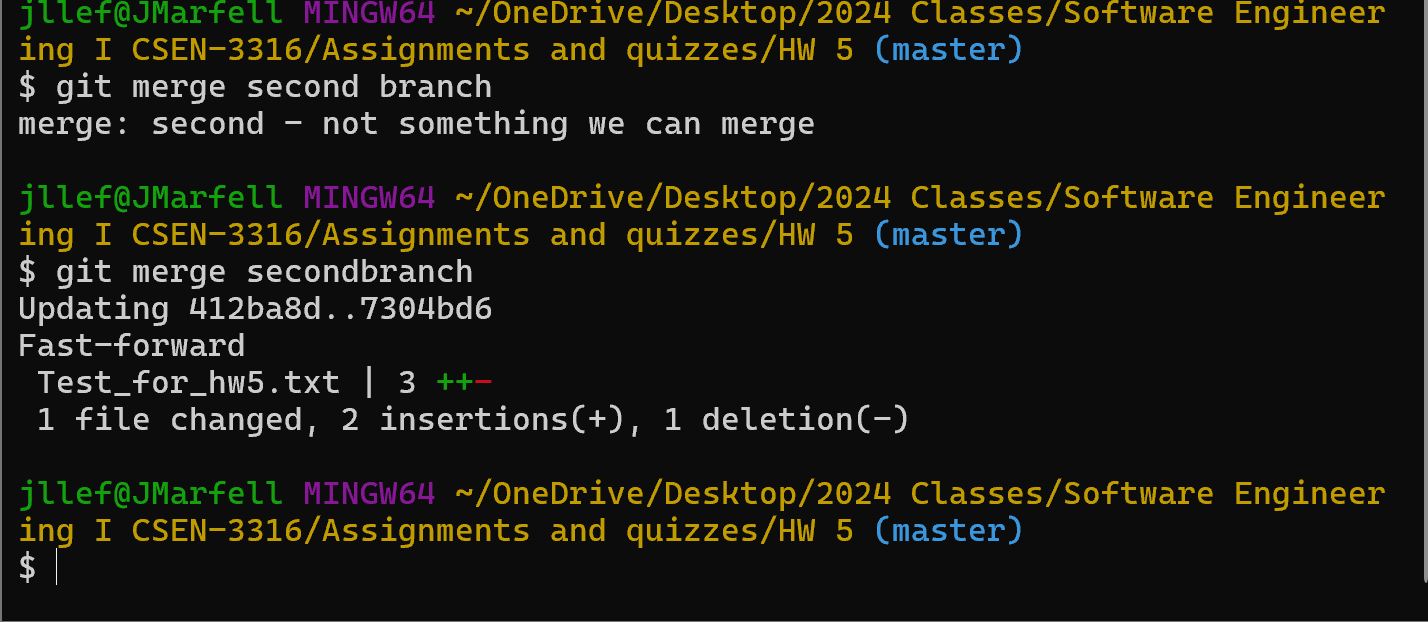 jllef@JMarfell MINGW64 ~/OneDrive/Desktop/2024 Classes/Software Engineer
ing I CSEN-3316/Assignments and quizzes/HW 5 (master)
$ git merge second branch
merge: second - not something we can merge
jllef@JMarfell MINGW64 ~/OneDrive/Desktop/2024 Classes/Software Engineer
ing I CSEN-3316/Assignments and quizzes/HW 5 (master)
$ git merge secondbranch
Updating 412ba8d..7304bd6
Fast-forward
 Test_for_hw5.txt | 3 ++-
 1 file changed, 2 insertions(+), 1 deletion(-)
jllef@JMarfell MINGW64 ~/OneDrive/Desktop/2024 Classes/Software Engineer
ing I CSEN-3316/Assignments and quizzes/HW 5 (master)
$